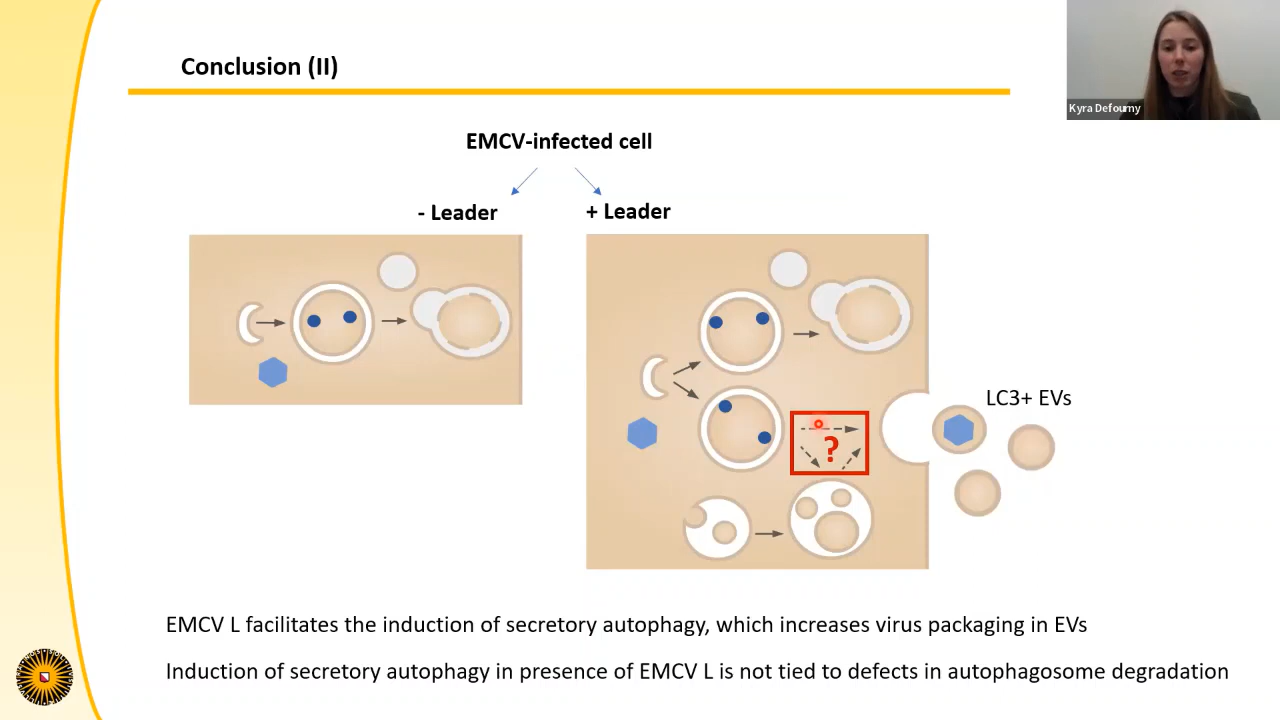 Conclusion (II)
Kyra Defourny
EMCV-infected cell
- Leader
+ Leader
LC3+ EVs
?
EMCV L facilitates the induction of secretory autophagy, which increases virus packaging in EVs
Induction of secretory autophagy in presence of EMCV L is not tied to defects in autophagosome degradation